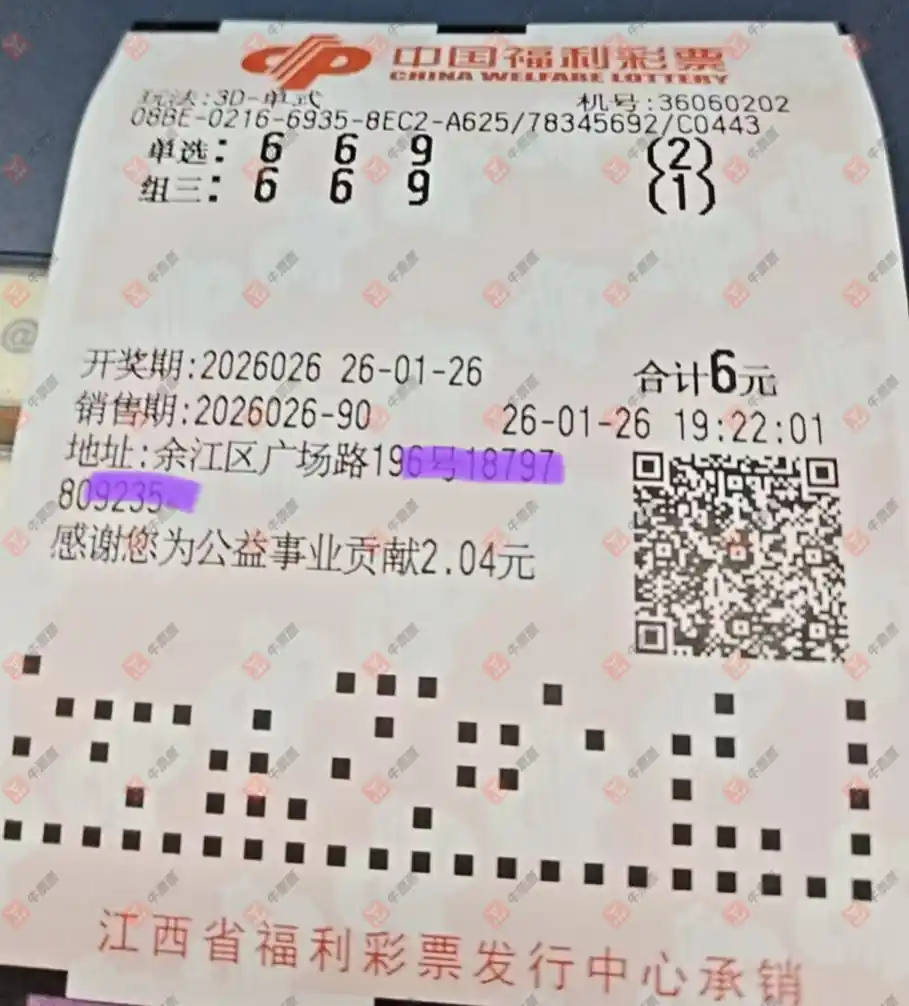 中国福利彩票
CHINA WELFARE LOTTERY
玩法:3D-单式 机号:36060202
08BE-0216-6935-8EC2-A625/78345692/C0443
单选: 6 6 9 (2)
组三: 6 6 9 (1)
开奖期:2026026 26-01-26 合计6元
销售期:2026026-90 26-01-26 19:22:01
地址:余江区广场路196号18797
809235
感谢您为公益事业贡献2.04元
江西省福利彩票发行中心承销